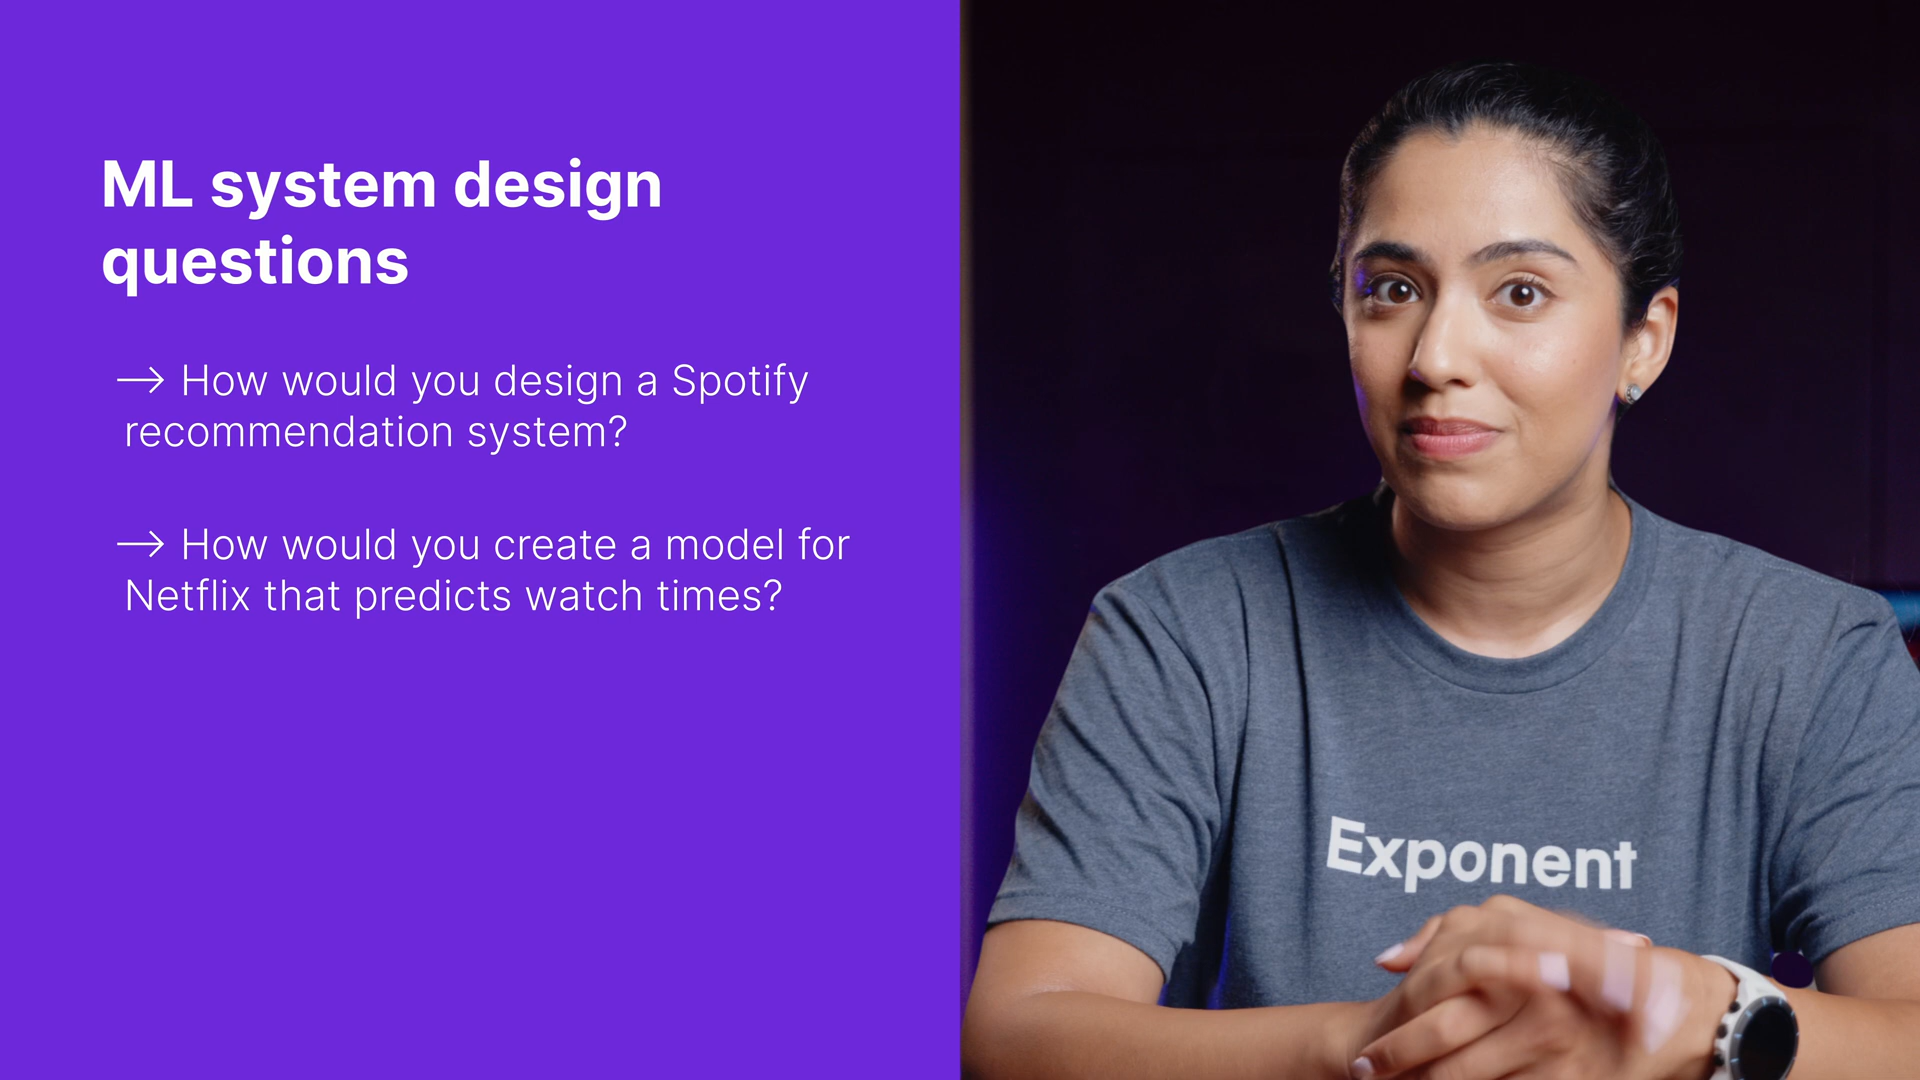 ML system design
questions
→ How would you design a Spotify
recommendation system?
→ How would you create a model for
Netflix that predicts watch times?
Exponent